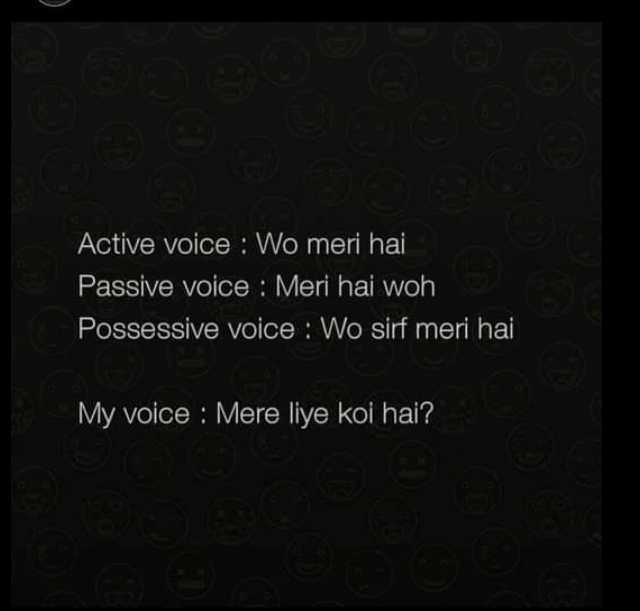 Active voice : Wo meri hai
Passive voice : Meri hai woh
Possessive voice : Wo sirf meri hai
My voice : Mere liye koi hai?